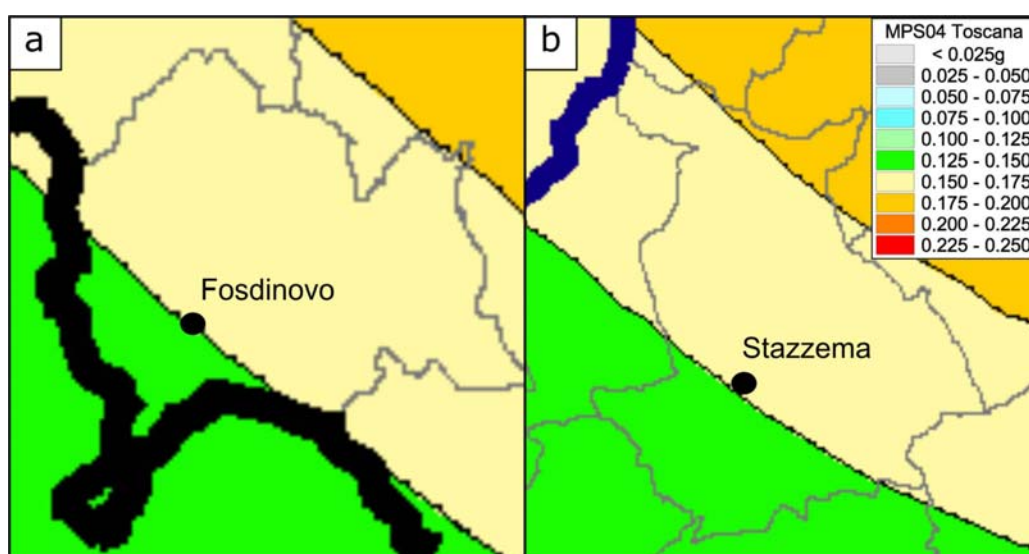 a
Fosdinovo
b
Stazzema
MPS04 Toscana
< 0.025g
0.025 - 0.050
0.050 - 0.075
0.075 - 0.100
0.100 - 0.125
0.125 - 0.150
0.150 - 0.175
0.175 - 0.200
0.200 - 0.225
0.225 - 0.250